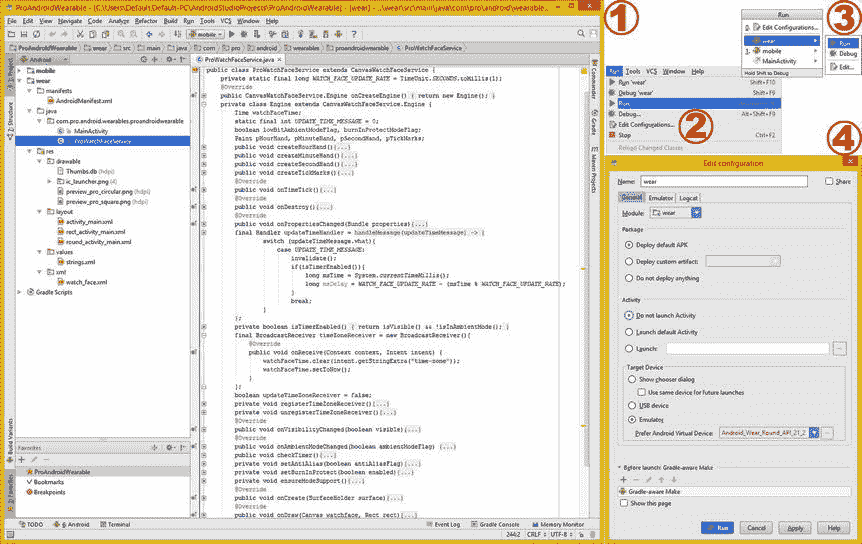 ProAndroidWearable - [C:\Users\Default.Default-PC\AndroidStudioProjects\ProAndroidWearable] - [wear] - ...\wear\src\main\java\com\pro\android\wearable...
File Edit View Navigate Code Analyze Refactor Build Run Tools VCS Window Help
mobile
ProAndroidWearable wear src main java com pro android wearables proandroidwearable ProWatchFaceService
Android
ProWatchFaceService.java
1: Project
7: Structure
mobile
wear
manifests
AndroidManifest.xml
java
com.pro.android.wearables.proandroidwearable
MainActivity
ProWatchFaceService
res
drawable
Thumbs.db (hdpi)
ic_launcher.png (hdpi)
preview_pro_circular.png (hdpi)
preview_pro_square.png (hdpi)
layout
activity_main.xml
rect_activity_main.xml
round_activity_main.xml
values
strings.xml
xml
watch_face.xml
Gradle Scripts
Build Variants
2: Favorites
Favorites
ProAndroidWearable
Bookmarks
Breakpoints
public class ProWatchFaceService extends CanvasWatchFaceService {
private static final long WATCH_FACE_UPDATE_RATE = TimeUnit.SECONDS.toMillis(1);
@Override
public CanvasWatchFaceService.Engine onCreateEngine() { return new Engine(); }
private class Engine extends CanvasWatchFaceService.Engine {
Time watchFaceTime;
static final int UPDATE_TIME_MESSAGE = 0;
boolean lowBitAmbientModeFlag, burnInProtectModeFlag;
Paint pHourHand, pMinuteHand, pSecondHand, pTickMarks;
public void createHourHand(){...}
public void createMinuteHand(){...}
public void createSecondHand(){...}
public void createTickMarks(){...}
@Override
public void onTimeTick(){...}
@Override
public void onDestroy(){...}
@Override
public void onPropertiesChanged(Bundle properties){...}
final Handler updateTimeHandler = handleMessage(updateTimeMessage) -> {
switch (updateTimeMessage.what){
case UPDATE_TIME_MESSAGE:
invalidate();
if(isTimerEnabled()){
long msTime = System.currentTimeMillis();
long msDelay = WATCH_FACE_UPDATE_RATE - (msTime % WATCH_FACE_UPDATE_RATE);
}
break;
}
};
private boolean isTimerEnabled() { return isVisible() && !isInAmbientMode(); }
final BroadcastReceiver timeZoneReceiver = new BroadcastReceiver(){
@Override
public void onReceive(Context context, Intent intent) {
watchFaceTime.clear(intent.getStringExtra("time-zone"));
watchFaceTime.setToNow();
}
};
boolean updateTimeZoneReceiver = false;
private void registerTimeZoneReceiver(){...}
private void unregisterTimeZoneReceiver(){...}
@Override
public void onVisibilityChanged(boolean visible){...}
@Override
public void onAmbientModeChanged(boolean ambientModeFlag) {...}
public void checkTimer(){...}
private void setAntiAlias(boolean antiAliasFlag){...}
private void setBurnInProtect(boolean enabled){...}
private void ensureModeSupport(){...}
@Override
public void onCreate(SurfaceHolder surface){...}
@Override
public void onDraw(Canvas watchface, Rect rect){...}
Commander
Gradle
Maven Projects
TODO 6: Android Terminal Event Log Gradle Console Memory Monitor
244:2 CRLF UTF-8
1
Run
0. Edit Configurations...
wear
2. mobile
MainActivity
Hold Shift to Debug
3
Run
Debug
Edit...
Run Tools VCS Window Help
Run 'wear' Shift+F10
Debug 'wear' Shift+F9
Run...
Debug... Alt+Shift+F9
Edit Configurations...
Stop Ctrl+F2
Reload Changed Classes
2
4
Edit configuration
Name: wear Share
General Emulator Logcat
Module: wear
Package
Deploy default APK
Deploy custom artifact:
Do not deploy anything
Activity
Do not launch Activity
Launch default Activity
Launch:
Target Device
Show chooser dialog
Use same device for future launches
USB device
Emulator
Prefer Android Virtual Device: Android_Wear_Round_API_21_2
Before launch: Gradle-aware Make
Gradle-aware Make
Show this page
Run Cancel Apply Help